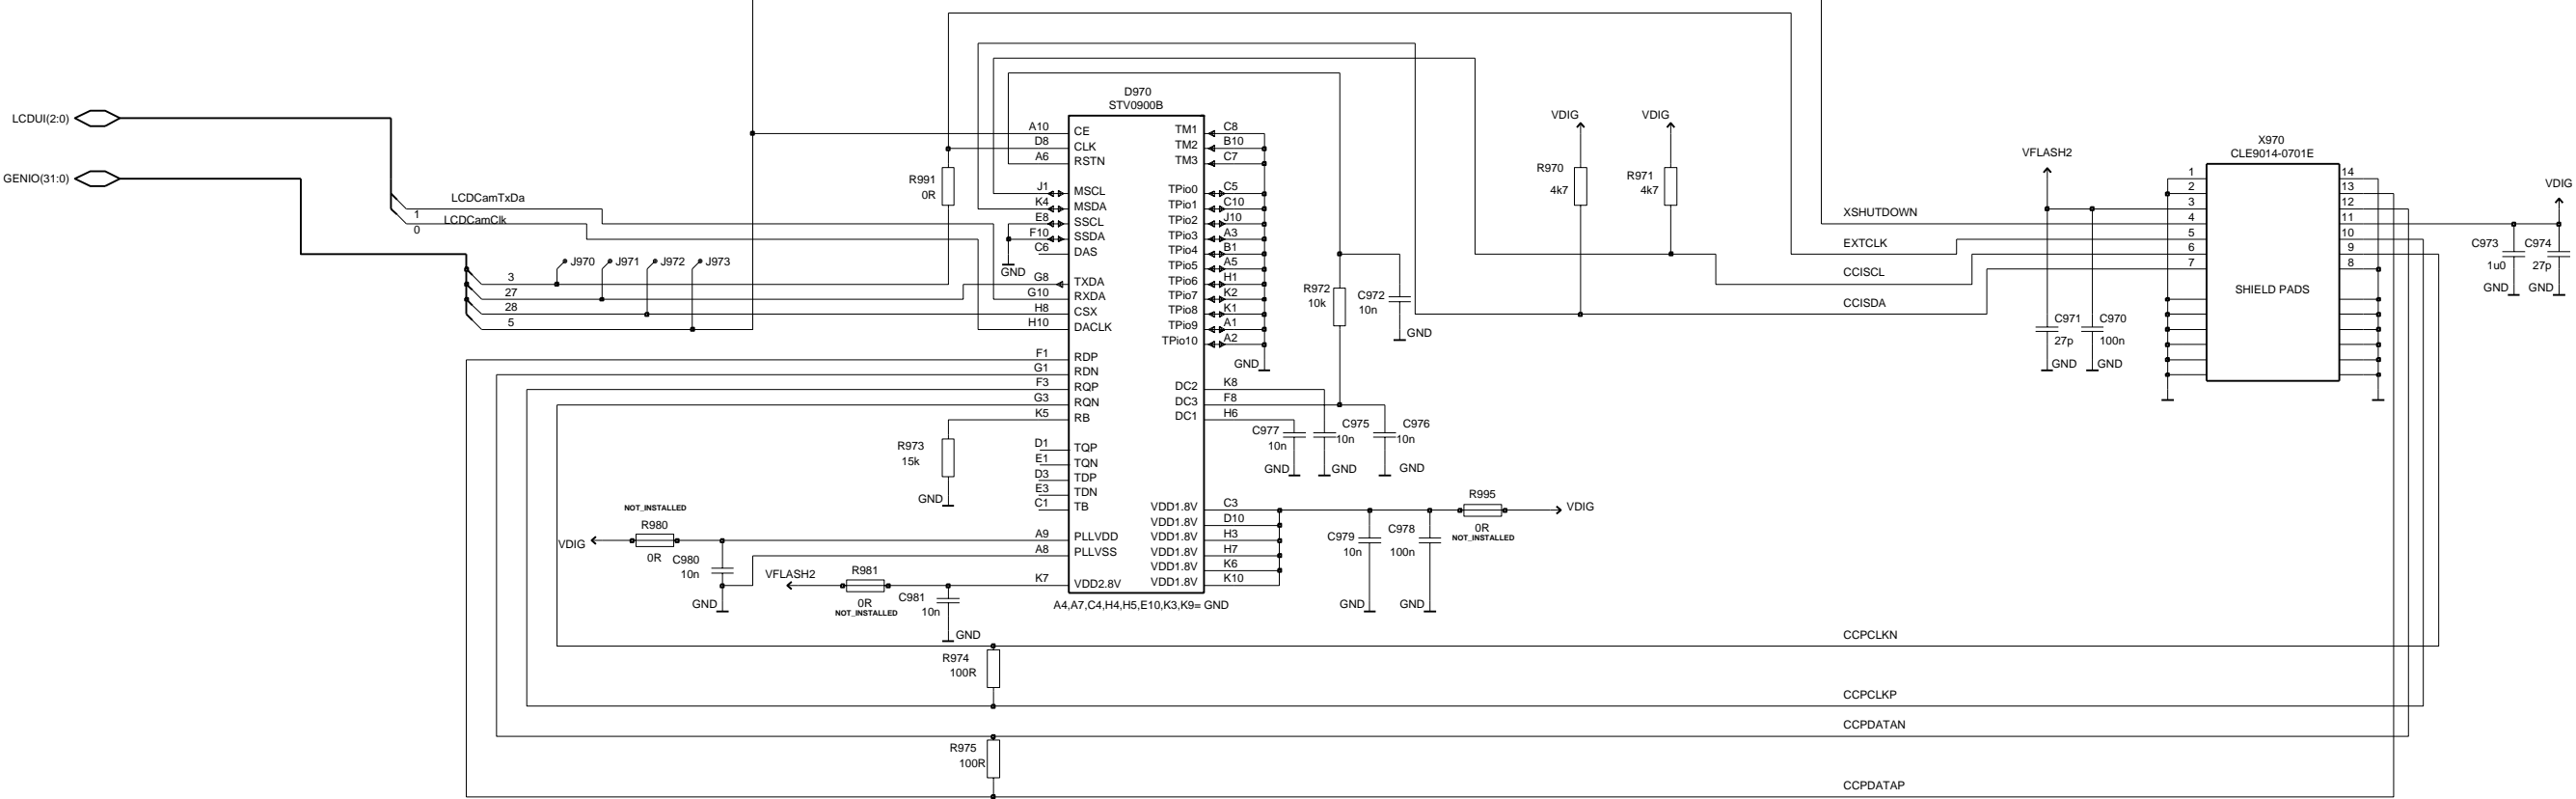 LCDUI(2:0)
GENIO(31:0)
LCDCamTxDa
1
LCDCamClk
0
3
27
28
5
J970
J971
J972
J973
R991
0R
D970
STV0900B
A10 CE
D8 CLK
A6 RSTN
J1 MSCL
K4 MSDA
E8 SSCL
F10 SSDA
C6 DAS
GND
G8 TXDA
G10 RXDA
H8 CSX
H10 DACLK
F1 RDP
G1 RDN
F3 RQP
G3 RQN
K5 RB
D1 TQP
E1 TQN
D3 TDP
E3 TDN
C1 TB
A9 PLLVDD
A8 PLLVSS
K7 VDD2.8V
TM1 C8
TM2 B10
TM3 C7
TPio0 C5
TPio1 C10
TPio2 J10
TPio3 A3
TPio4 B1
TPio5 A5
TPio6 H1
TPio7 K2
TPio8 K1
TPio9 A1
TPio10 A2
GND
DC2 K8
DC3 F8
DC1 H6
VDD1.8V C3
VDD1.8V D10
VDD1.8V H3
VDD1.8V H7
VDD1.8V K6
VDD1.8V K10
A4,A7,C4,H4,H5,E10,K3,K9= GND
R973
15k
GND
NOT_INSTALLED
R980
VDIG
0R
C980
10n
GND
VFLASH2
R981
0R
NOT_INSTALLED
C981
10n
GND
R972
10k
C972
10n
GND
C977
10n
GND
C975
10n
GND
C976
10n
GND
C979
10n
GND
C978
100n
GND
R995
0R
NOT_INSTALLED
VDIG
VDIG
R970
4k7
VDIG
R971
4k7
XSHUTDOWN
EXTCLK
CCISCL
CCISDA
VFLASH2
C971
27p
GND
C970
100n
GND
X970
CLE9014-0701E
1
2
3
4
5
6
7
14
13
12
11
10
9
8
SHIELD PADS
VDIG
C973
1u0
GND
C974
27p
GND
R974
100R
R975
100R
CCPCLKN
CCPCLKP
CCPDATAN
CCPDATAP